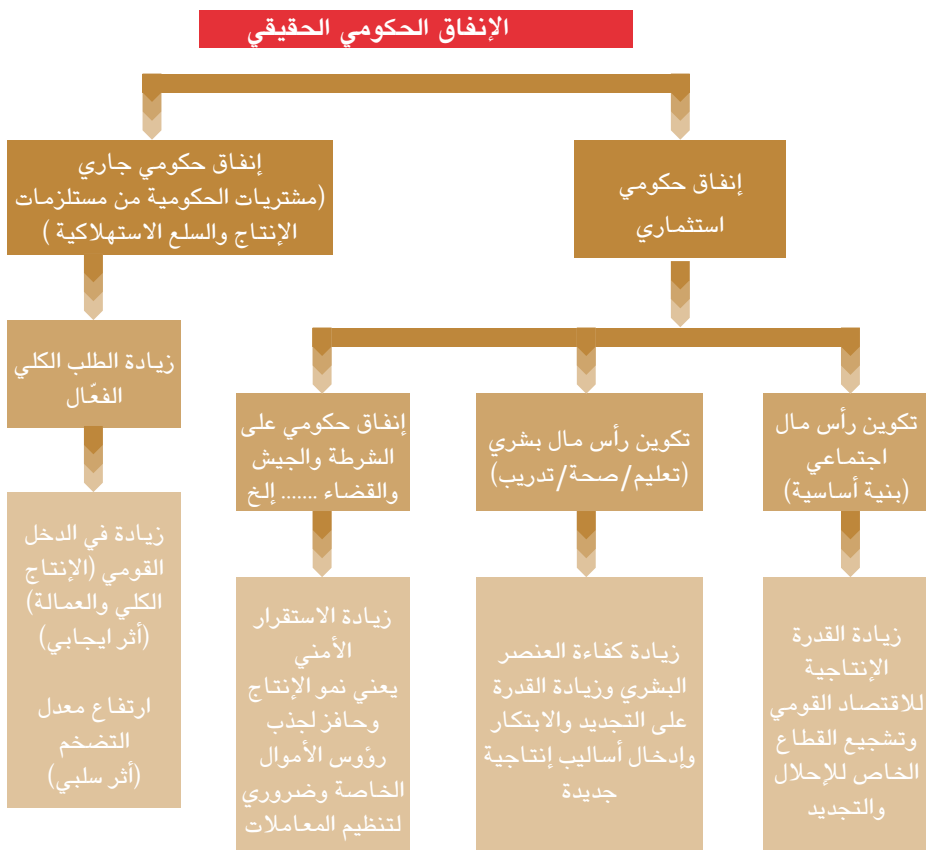 الإنفاق الحكومي الحقيقي
إنفاق حكومي
استثماري
إنفاق حكومي جاري
(مشتريات الحكومية من مستلزمات
الإنتاج والسلع الاستهلاكية )
تكوين رأس مال
اجتماعي
(بنية أساسية)
تكوين رأس مال بشري
(تعليم/صحة/تدريب)
إنفاق حكومي على
الشرطة والجيش
والقضاء ....... إلخ
زيادة الطلب الكلي
الفعّال
زيادة القدرة
الإنتاجية
للاقتصاد القومي
وتشجيع القطاع
الخاص للإحلال
والتجديد
زيادة كفاءة العنصر
البشري وزيادة القدرة
على التجديد والابتكار
وإدخال أساليب إنتاجية
جديدة
زيادة الاستقرار
الأمني
يعني نمو الإنتاج
وحافز لجذب
رؤوس الأموال
الخاصة وضروري
لتنظيم المعاملات
زيادة في الدخل
القومي (الإنتاج
الكلي والعمالة)
(أثر ايجابي)
ارتفاع معدل
التضخم
(أثر سلبي)